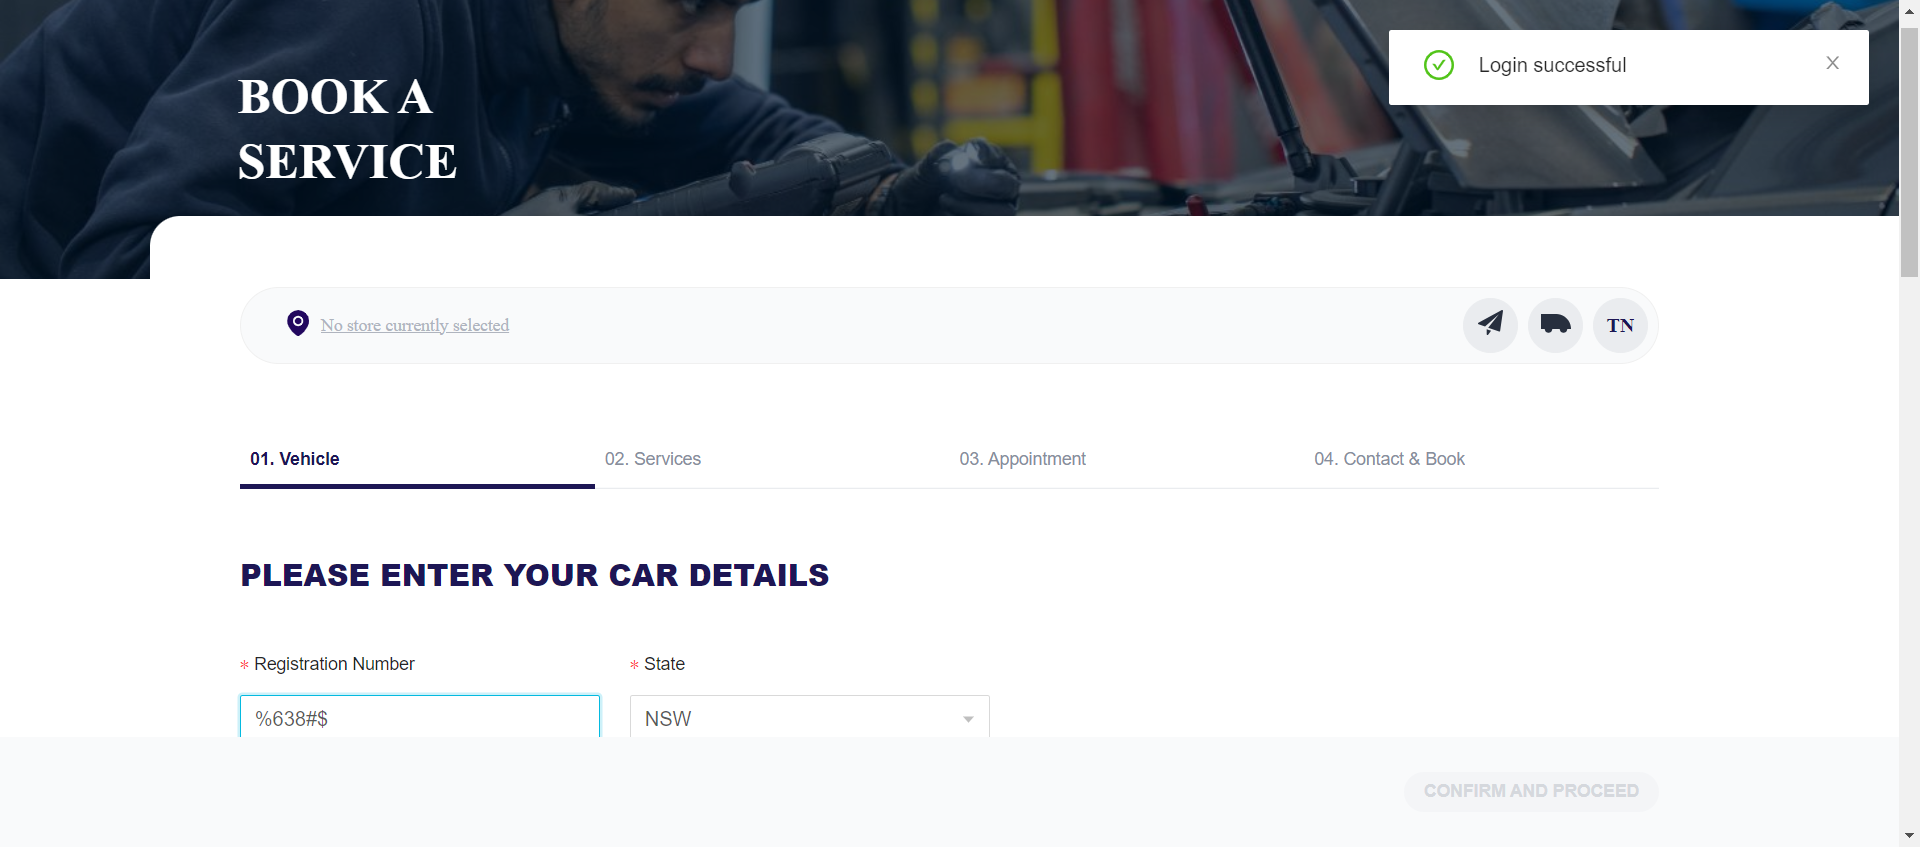 BOOK A
SERVICE
Login successful
No store currently selected
TN
01. Vehicle
02. Services
03. Appointment
04. Contact & Book
PLEASE ENTER YOUR CAR DETAILS
* Registration Number
* State
%638#$
NSW
CONFIRM AND PROCEED